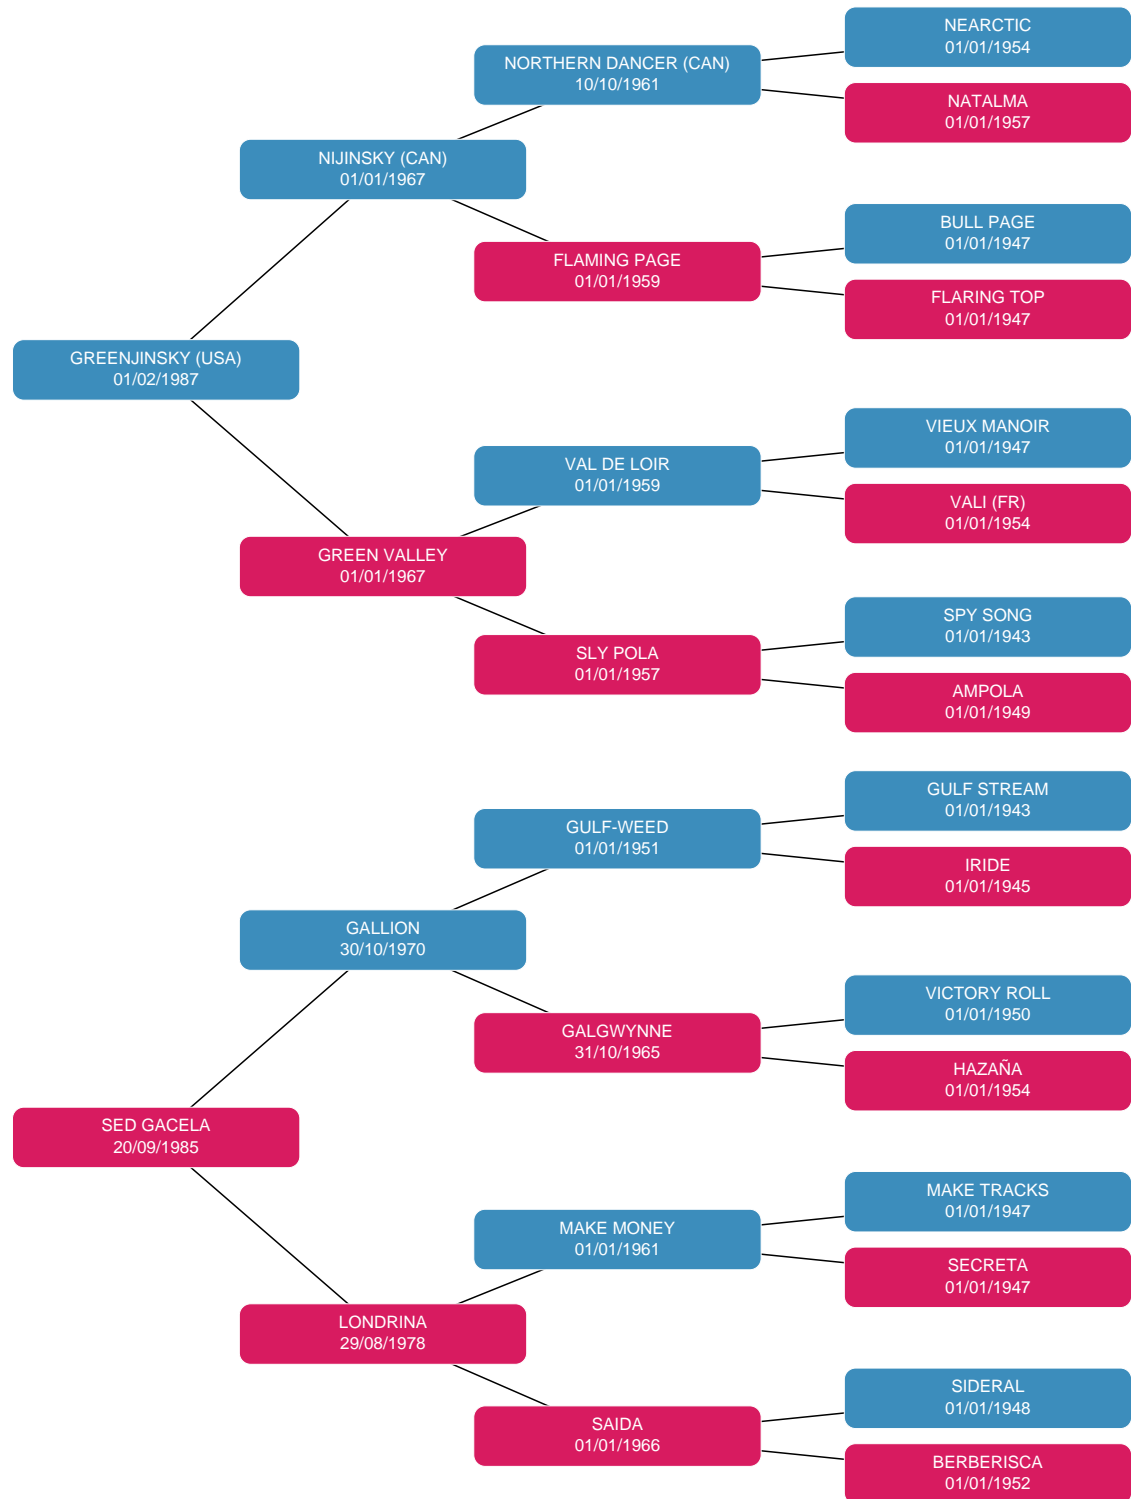 NEARCTIC
01/01/1954
NORTHERN DANCER (CAN)
10/10/1961
NATALMA
01/01/1957
NIJINSKY (CAN)
01/01/1967
BULL PAGE
01/01/1947
FLAMING PAGE
01/01/1959
FLARING TOP
01/01/1947
GREENJINSKY (USA)
01/02/1987
VIEUX MANOIR
01/01/1947
VAL DE LOIR
01/01/1959
VALI (FR)
01/01/1954
GREEN VALLEY
01/01/1967
SPY SONG
01/01/1943
SLY POLA
01/01/1957
AMPOLA
01/01/1949
GULF STREAM
01/01/1943
GULF-WEED
01/01/1951
IRIDE
01/01/1945
GALLION
30/10/1970
VICTORY ROLL
01/01/1950
GALGWYNNE
31/10/1965
HAZAÑA
01/01/1954
SED GACELA
20/09/1985
MAKE TRACKS
01/01/1947
MAKE MONEY
01/01/1961
SECRETA
01/01/1947
LONDRINA
29/08/1978
SIDERAL
01/01/1948
SAIDA
01/01/1966
BERBERISCA
01/01/1952